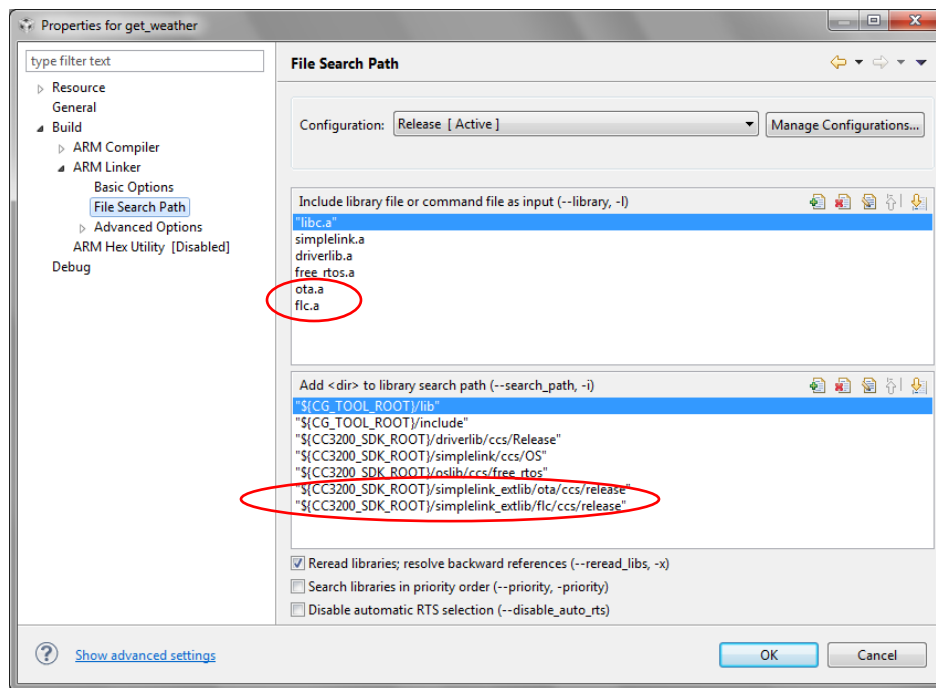 Properties for get_weather
type filter text
Resource
General
Build
ARM Compiler
ARM Linker
Basic Options
File Search Path
Advanced Options
ARM Hex Utility [Disabled]
Debug
File Search Path
Configuration: Release [ Active ] Manage Configurations...
Include library file or command file as input (--library, -l)
"libc.a"
simplelink.a
driverlib.a
free_rtos.a
ota.a
flc.a
Add <dir> to library search path (--search_path, -i)
"${CG_TOOL_ROOT}/lib"
"${CG_TOOL_ROOT}/include"
"${CC3200_SDK_ROOT}/driverlib/ccs/Release"
"${CC3200_SDK_ROOT}/simplelink/ccs/OS"
"${CC3200_SDK_ROOT}/oslib/ccs/free_rtos"
"${CC3200_SDK_ROOT}/simplelink_extlib/ota/ccs/release"
"${CC3200_SDK_ROOT}/simplelink_extlib/flc/ccs/release"
Reread libraries; resolve backward references (--reread_libs, -x)
Search libraries in priority order (--priority, -priority)
Disable automatic RTS selection (--disable_auto_rts)
? Show advanced settings
OK Cancel